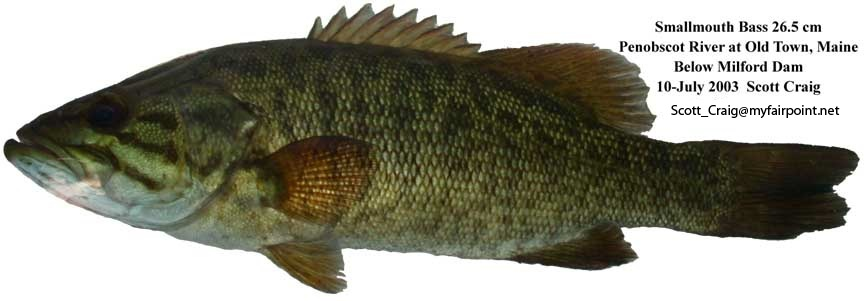 Smallmouth Bass 26.5 cm
Penobscot River at Old Town, Maine
Below Milford Dam
10-July 2003  Scott Craig
Scott_Craig@myfairpoint.net